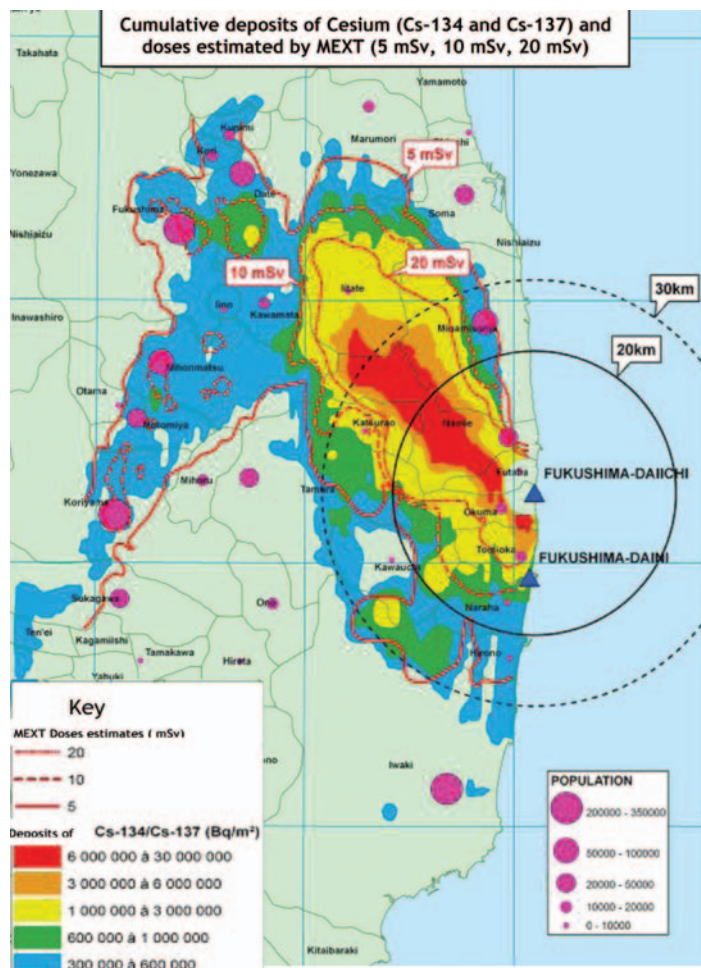 Cumulative deposits of Cesium (Cs-134 and Cs-137) and
doses estimated by MEXT (5 mSv, 10 mSv, 20 mSv)
Takahata
Yamamoto
Kunimi
Marumori
Kori
Yonezawa
5 mSv
Date
Fukushima
Soma
Nishiaizu
Nishiaizu
10 mSv
20 mSv
Iitate
30km
Iino
Kawamata
Inawashiro
Minamisoma
20km
Nihonmatsu
Otama
Motomiya
Katsurao
Namie
Futaba
FUKUSHIMA-DAIICHI
Miharu
Tamura
Koriyama
Okuma
Tomioka
FUKUSHIMA-DAINI
Kawauchi
Sukagawa
Ono
Naraha
Ten'ei
Kagamiishi
Tamakawa
Hirata
Hirono
Yabuki
Key
MEXT Doses estimates ( mSv)
20
10
5
ono
Iwaki
Deposits of Cs-134/Cs-137 (Bq/m²)
6 000 000 à 30 000 000
3 000 000 à 6 000 000
1 000 000 à 3 000 000
600 000 à 1 000 000
300 000 à 600 000
POPULATION
200000 - 350000
50000 - 100000
20000 - 50000
10000 - 20000
0 - 10000
Kitaibaraki